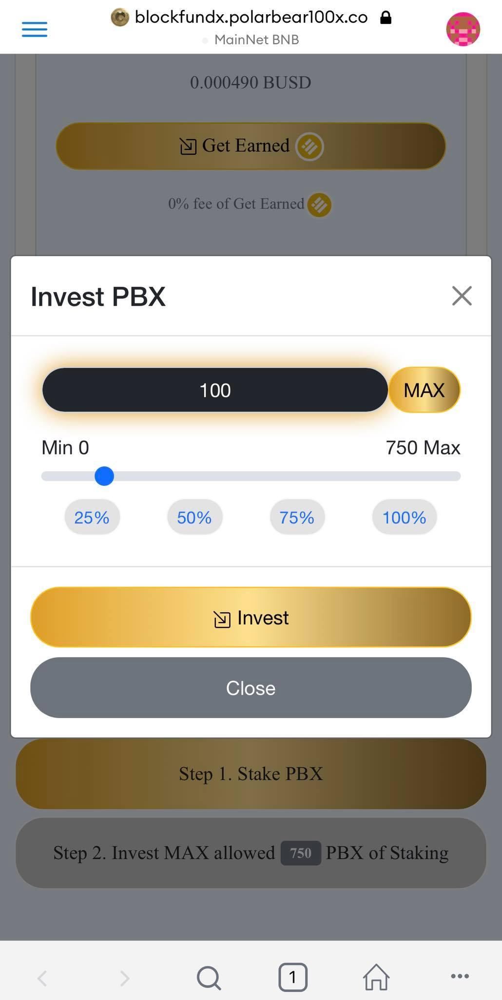 blockfundx.polarbear100x.co
MainNet BNB
0.000490 BUSD
Get Earned
0% fee of Get Earned
Invest PBX
100
MAX
Min 0
750 Max
25%
50%
75%
100%
Invest
Close
Step 1. Stake PBX
Step 2. Invest MAX allowed 750 PBX of Staking
1